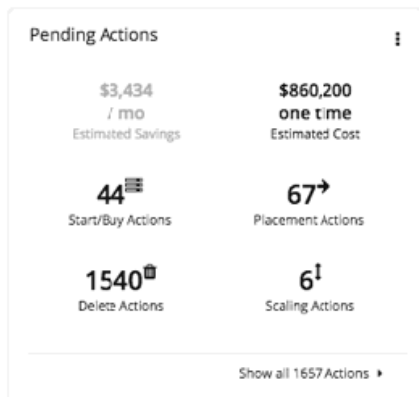 Pending Actions
$3,434
/ mo
Estimated Savings
$860,200
one time
Estimated Cost
44
Start/Buy Actions
67
Placement Actions
1540
Delete Actions
6
Scaling Actions
Show all 1657 Actions